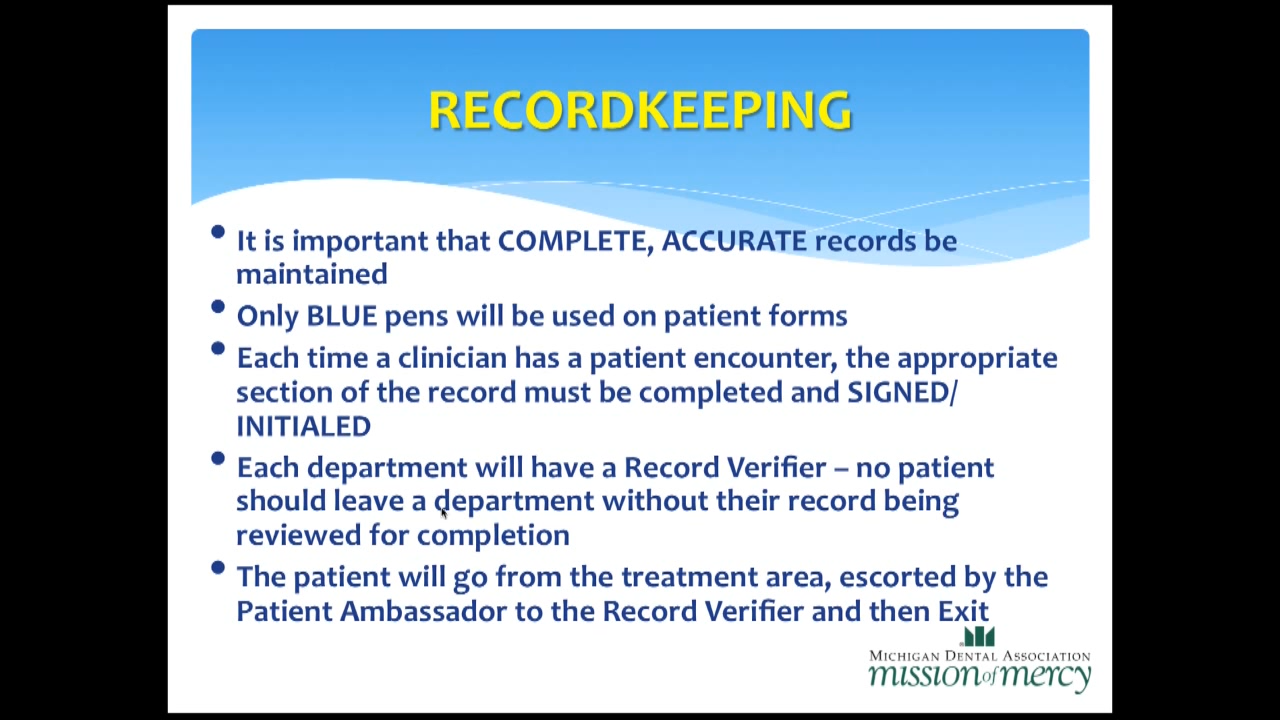 RECORDKEEPING
• It is important that COMPLETE, ACCURATE records be
maintained
• Only BLUE pens will be used on patient forms
• Each time a clinician has a patient encounter, the appropriate
section of the record must be completed and SIGNED/
INITIALED
• Each department will have a Record Verifier – no patient
should leave a department without their record being
reviewed for completion
• The patient will go from the treatment area, escorted by the
Patient Ambassador to the Record Verifier and then Exit
MICHIGAN DENTAL ASSOCIATION
mission of mercy